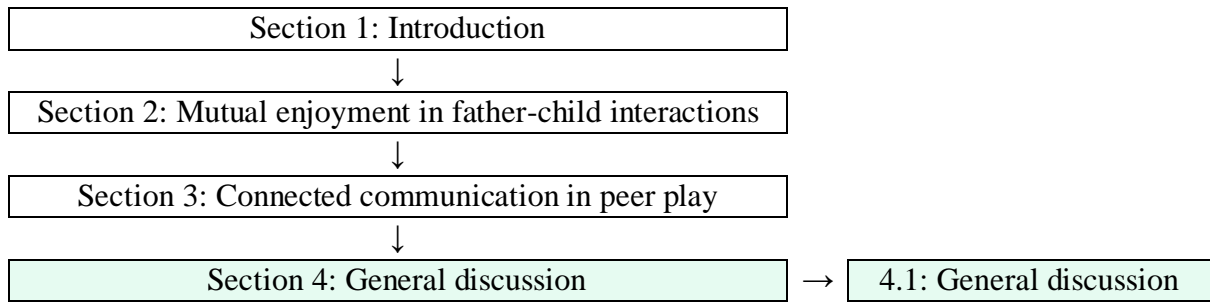 Section 1: Introduction
↓
Section 2: Mutual enjoyment in father-child interactions
↓
Section 3: Connected communication in peer play
↓
Section 4: General discussion → 4.1: General discussion